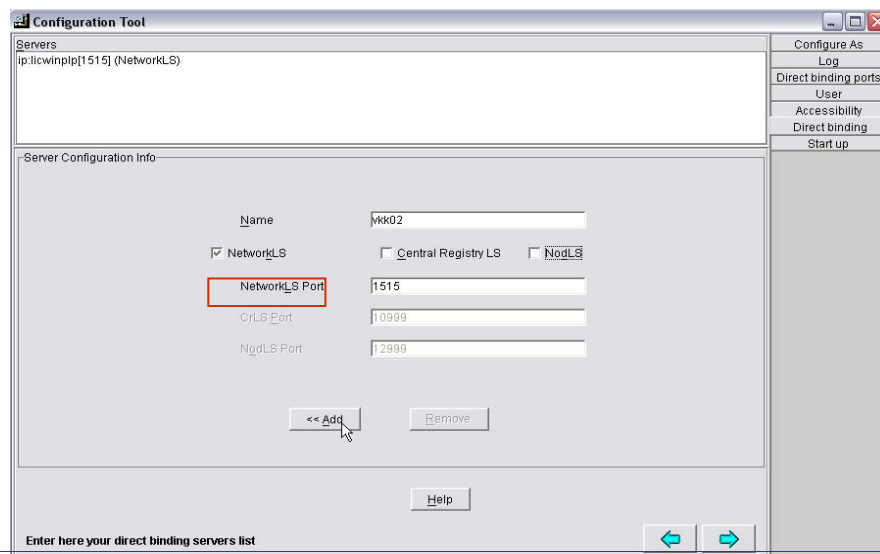 Configuration Tool
Servers
ip:licwinplp[1515] (NetworkLS)
Configure As
Log
Direct binding ports
User
Accessibility
Direct binding
Start up
Server Configuration Info
Name
vkk02
NetworkLS
Central Registry LS
NodLS
NetworkLS Port
1515
CrLS Port
10999
NodLS Port
12999
<< Add
Remove
Help
Enter here your direct binding servers list